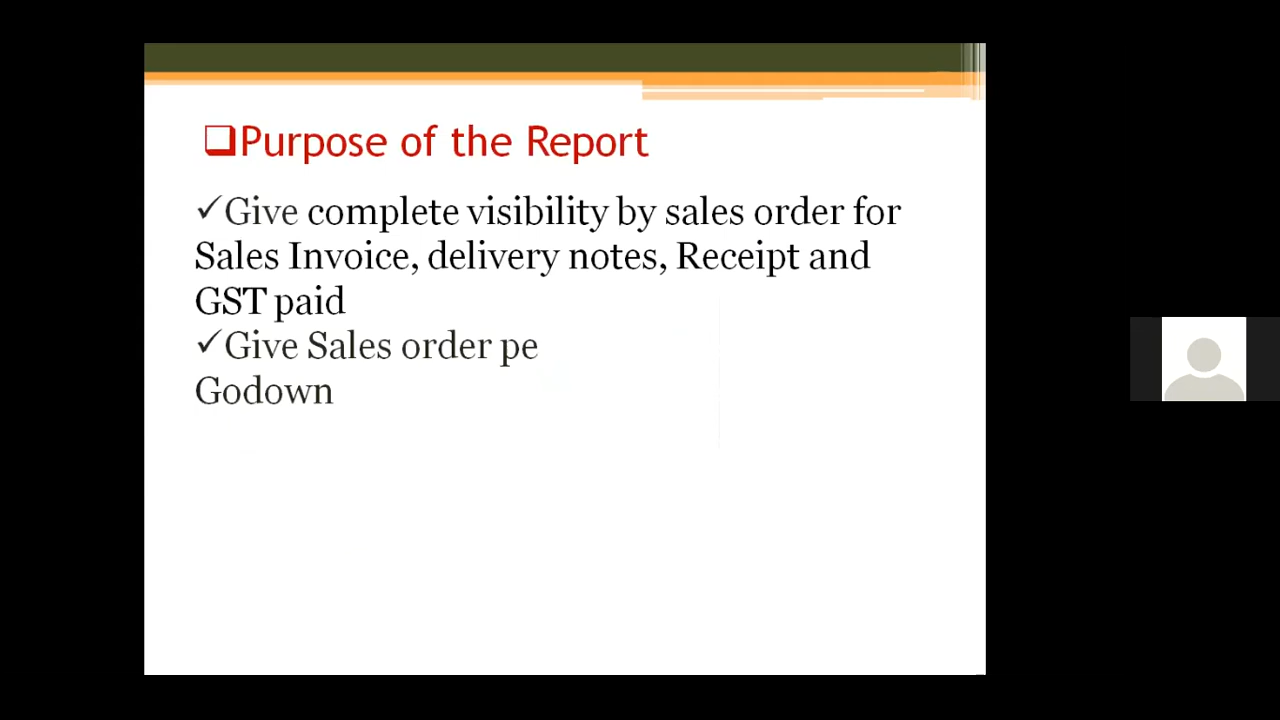 Purpose of the Report
✓Give complete visibility by sales order for
Sales Invoice, delivery notes, Receipt and
GST paid
✓Give Sales order pe
Godown